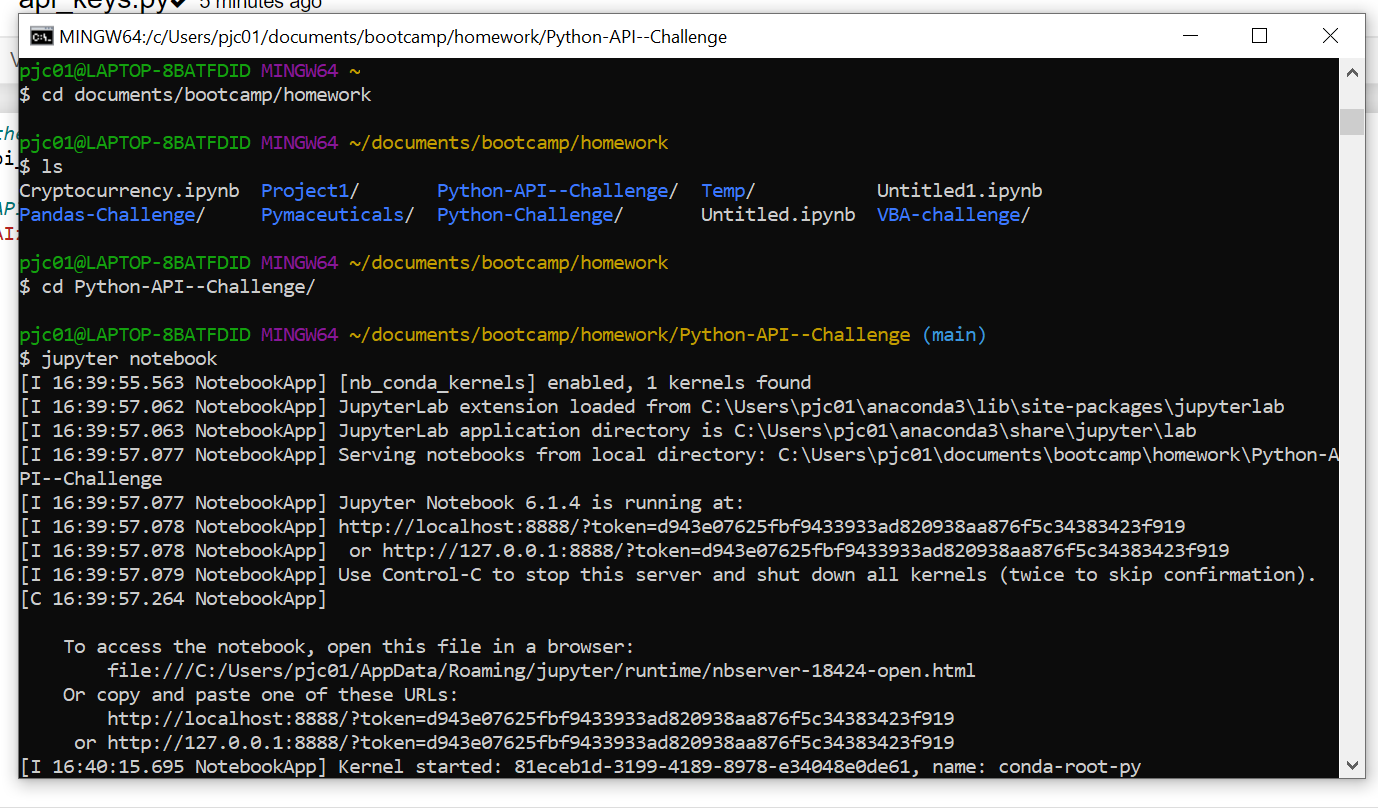 api_keys.py 5 minutes ago
MINGW64:/c/Users/pjc01/documents/bootcamp/homework/Python-API--Challenge
pjc01@LAPTOP-8BATFDID MINGW64 ~
$ cd documents/bootcamp/homework
pjc01@LAPTOP-8BATFDID MINGW64 ~/documents/bootcamp/homework
$ ls
Cryptocurrency.ipynb  Project1/       Python-API--Challenge/  Temp/           Untitled1.ipynb
Pandas-Challenge/     Pymaceuticals/  Python-Challenge/       Untitled.ipynb  VBA-challenge/
pjc01@LAPTOP-8BATFDID MINGW64 ~/documents/bootcamp/homework
$ cd Python-API--Challenge/
pjc01@LAPTOP-8BATFDID MINGW64 ~/documents/bootcamp/homework/Python-API--Challenge (main)
$ jupyter notebook
[I 16:39:55.563 NotebookApp] [nb_conda_kernels] enabled, 1 kernels found
[I 16:39:57.062 NotebookApp] JupyterLab extension loaded from C:\Users\pjc01\anaconda3\lib\site-packages\jupyterlab
[I 16:39:57.063 NotebookApp] JupyterLab application directory is C:\Users\pjc01\anaconda3\share\jupyter\lab
[I 16:39:57.077 NotebookApp] Serving notebooks from local directory: C:\Users\pjc01\documents\bootcamp\homework\Python-A
PI--Challenge
[I 16:39:57.077 NotebookApp] Jupyter Notebook 6.1.4 is running at:
[I 16:39:57.078 NotebookApp] http://localhost:8888/?token=d943e07625fbf9433933ad820938aa876f5c34383423f919
[I 16:39:57.078 NotebookApp]  or http://127.0.0.1:8888/?token=d943e07625fbf9433933ad820938aa876f5c34383423f919
[I 16:39:57.079 NotebookApp] Use Control-C to stop this server and shut down all kernels (twice to skip confirmation).
[C 16:39:57.264 NotebookApp]
    To access the notebook, open this file in a browser:
        file:///C:/Users/pjc01/AppData/Roaming/jupyter/runtime/nbserver-18424-open.html
    Or copy and paste one of these URLs:
        http://localhost:8888/?token=d943e07625fbf9433933ad820938aa876f5c34383423f919
     or http://127.0.0.1:8888/?token=d943e07625fbf9433933ad820938aa876f5c34383423f919
[I 16:40:15.695 NotebookApp] Kernel started: 81eceb1d-3199-4189-8978-e34048e0de61, name: conda-root-py